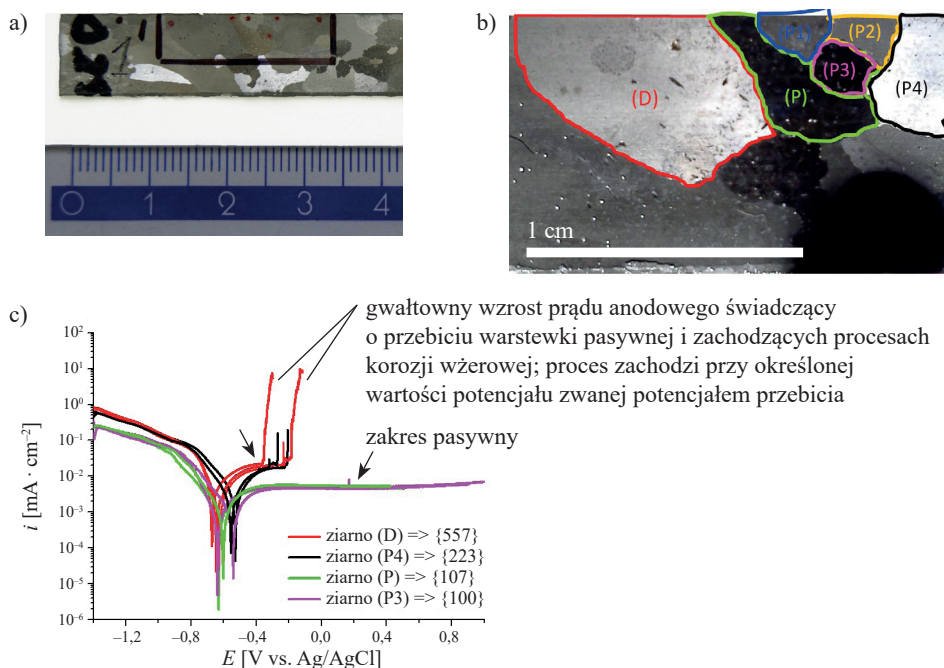 a)
0 1 2 3 4
b)
(D)
(P)
(P1)
(P2)
(P3)
(P4)
1 cm
c)
gwałtowny wzrost prądu anodowego świadczący
o przebiciu warstewki pasywnej i zachodzących procesach
korozji wżerowej; proces zachodzi przy określonej
wartości potencjału zwanej potencjałem przebicia
zakres pasywny
i [mA · cm⁻²]
10²
10¹
10⁰
10⁻¹
10⁻²
10⁻³
10⁻⁴
10⁻⁵
10⁻⁶
ziarno (D) => {557}
ziarno (P4) => {223}
ziarno (P) => {107}
ziarno (P3) => {100}
–1,2 –0,8 –0,4 0,0 0,4 0,8
E [V vs. Ag/AgCl]